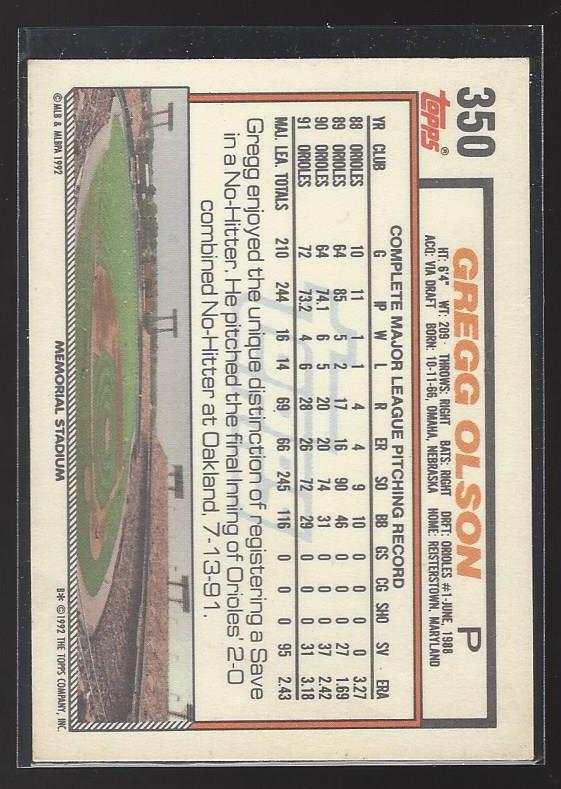 350
TOPPS®
GREGG OLSON P
HT: 6'4" WT: 209 · THROWS: RIGHT BATS: RIGHT DRFT: ORIOLES #1-JUNE, 1988
ACQ: VIA DRAFT BORN: 10-11-66, OMAHA, NEBRASKA HOME: REISTERSTOWN, MARYLAND
COMPLETE MAJOR LEAGUE PITCHING RECORD
YR CLUB G IP W L R ER SO BB GS CG SHO SV ERA
88 ORIOLES 10 11 1 1 4 4 9 10 0 0 0 0 3.27
89 ORIOLES 64 85 5 2 17 16 90 46 0 0 0 27 1.69
90 ORIOLES 64 74.1 6 5 20 20 74 31 0 0 0 37 2.42
91 ORIOLES 72 73.2 4 6 28 26 72 29 0 0 0 31 3.18
MAJ. LEA. TOTALS 210 244 16 14 69 66 245 116 0 0 0 95 2.43
Gregg enjoyed the unique distinction of registering a Save
in a No-Hitter. He pitched the final Inning of Orioles' 2-0
combined No-Hitter at Oakland, 7-13-91.
©MLB & MLBPA 1992 MEMORIAL STADIUM B* ©1992 THE TOPPS COMPANY, INC.